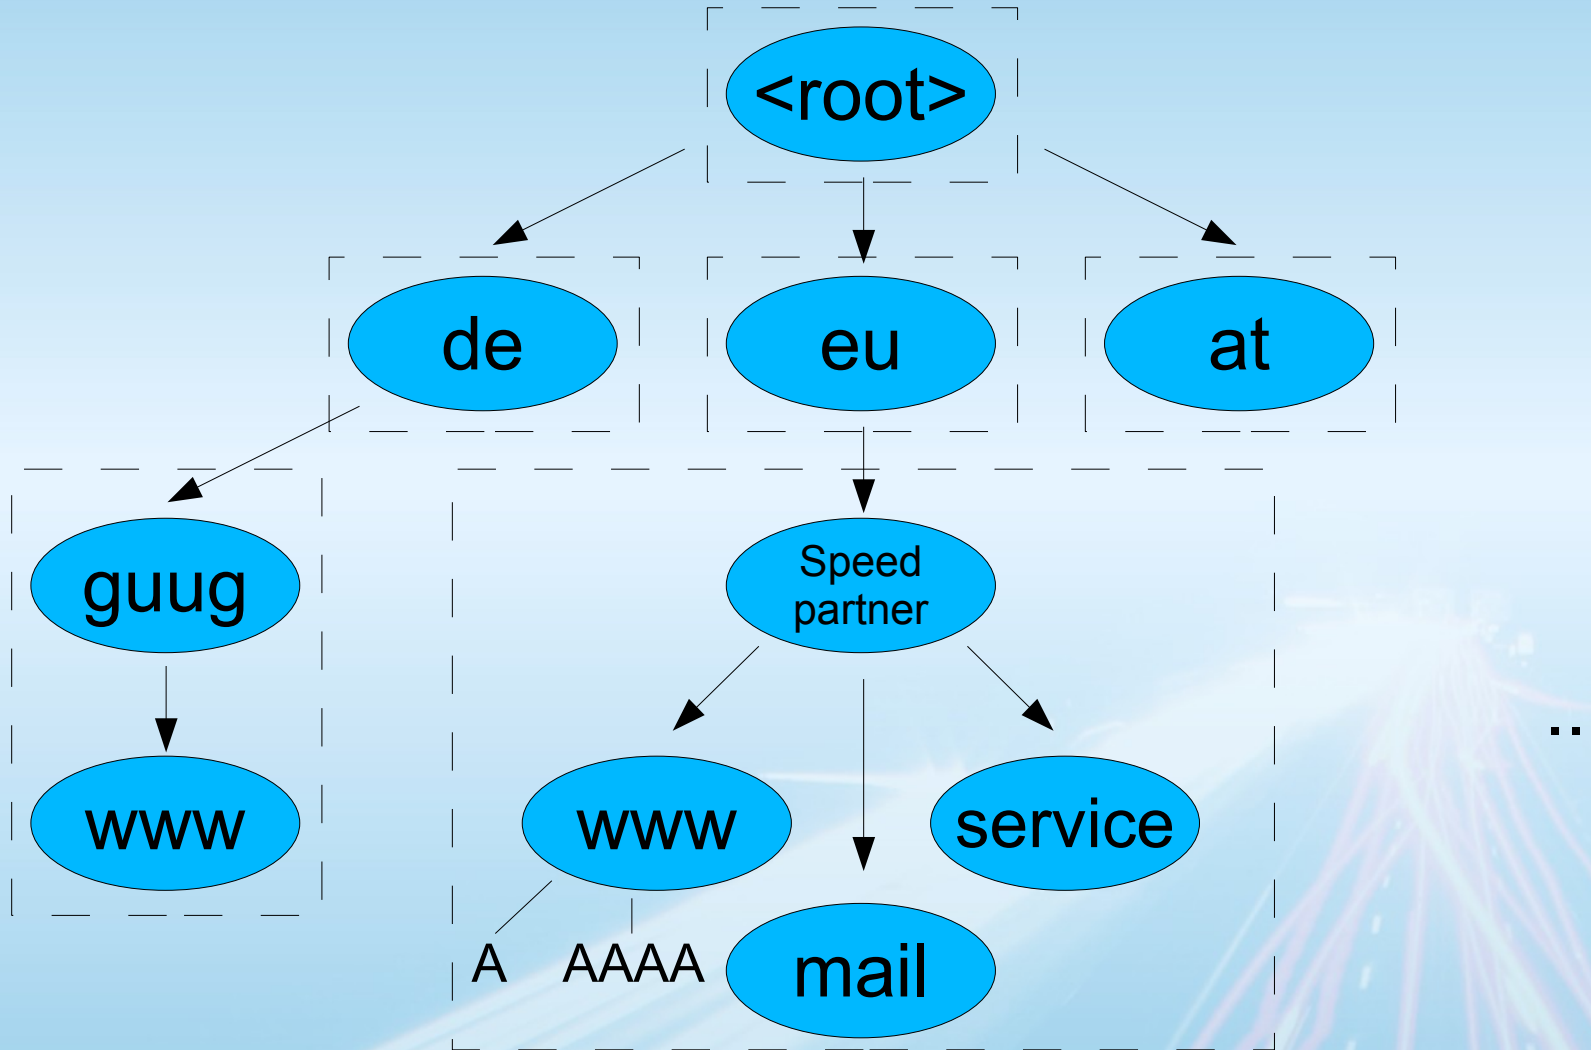 <root>
de
eu
at
guug
Speed
partner
www
www
service
A
AAAA
mail
..